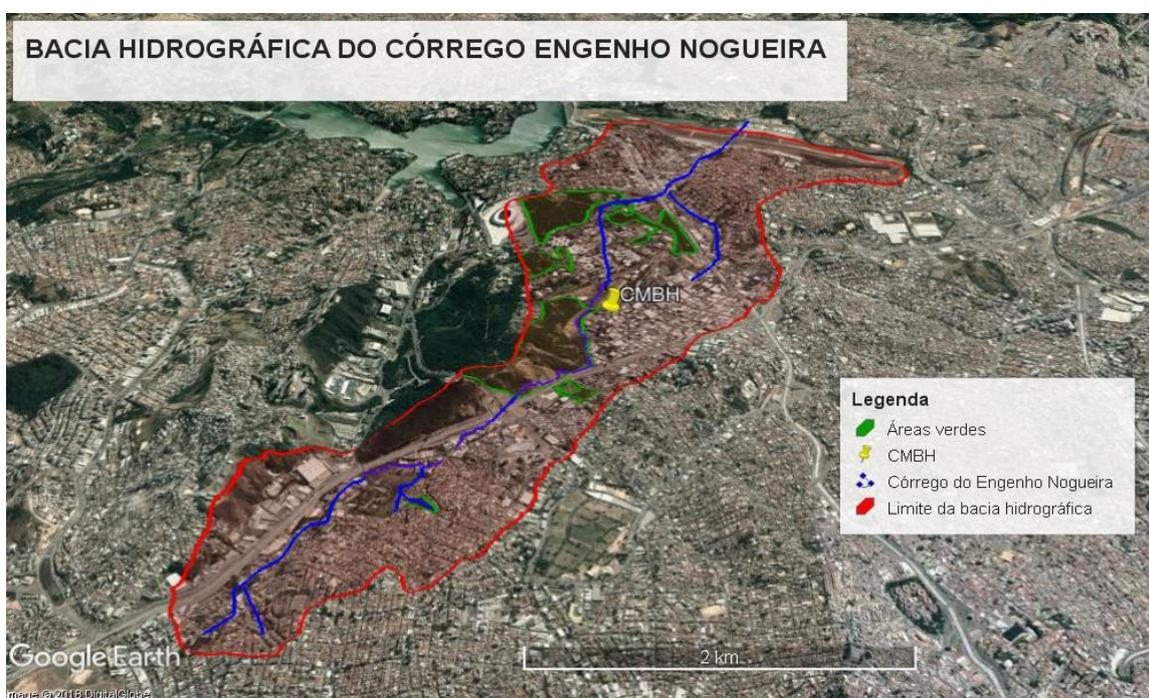 BACIA HIDROGRÁFICA DO CÓRREGO ENGENHO NOGUEIRA
CMBH
Legenda
Áreas verdes
CMBH
Córrego do Engenho Nogueira
Limite da bacia hidrográfica
Google Earth
2 km
Image © 2018 DigitalGlobe